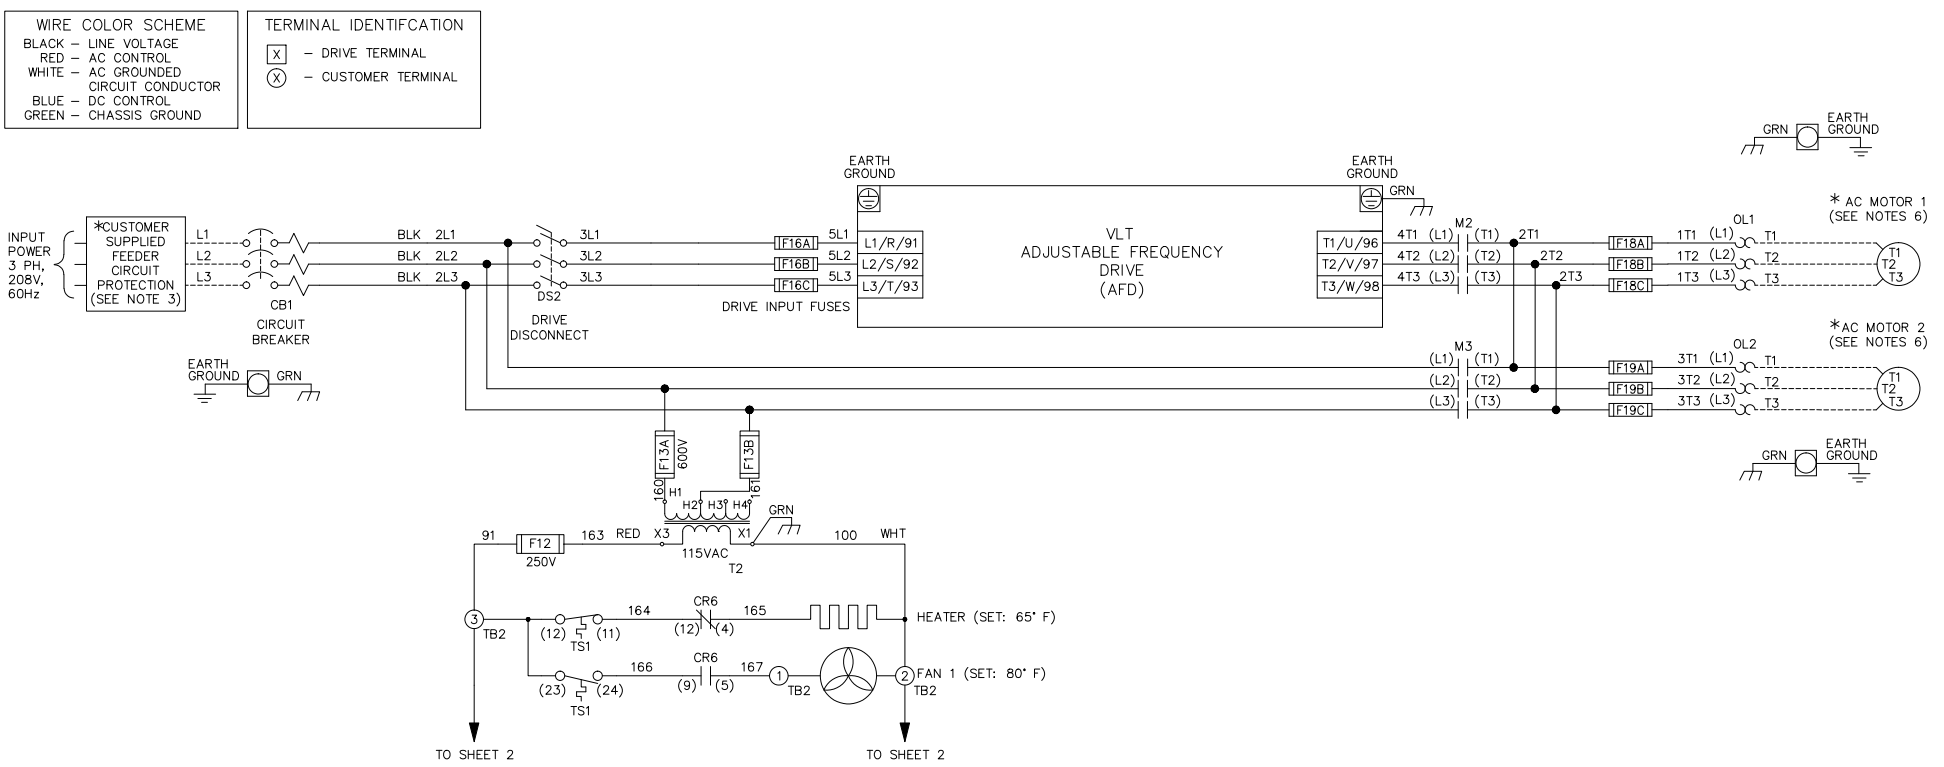 WIRE COLOR SCHEME
BLACK – LINE VOLTAGE
RED – AC CONTROL
WHITE – AC GROUNDED
CIRCUIT CONDUCTOR
BLUE – DC CONTROL
GREEN – CHASSIS GROUND
TERMINAL IDENTIFCATION
X – DRIVE TERMINAL
X – CUSTOMER TERMINAL
INPUT
POWER
3 PH,
208V,
60Hz
*CUSTOMER
SUPPLIED
FEEDER
CIRCUIT
PROTECTION
(SEE NOTE 3)
L1
L2
L3
CB1
CIRCUIT
BREAKER
BLK 2L1
BLK 2L2
BLK 2L3
DS2
DRIVE
DISCONNECT
3L1
3L2
3L3
F16A
F16B
F16C
DRIVE INPUT FUSES
5L1
5L2
5L3
EARTH
GROUND
L1/R/91
L2/S/92
L3/T/93
VLT
ADJUSTABLE FREQUENCY
DRIVE
(AFD)
EARTH
GROUND
GRN
T1/U/96
T2/V/97
T3/W/98
4T1 (L1)
4T2 (L2)
4T3 (L3)
M2
(T1)
(T2)
(T3)
2T1
2T2
2T3
F18A
F18B
F18C
1T1 (L1)
1T2 (L2)
1T3 (L3)
OL1
T1
T2
T3
GRN
EARTH
GROUND
* AC MOTOR 1
(SEE NOTES 6)
T1
T2
T3
M3
(L1) (T1)
(L2) (T2)
(L3) (T3)
F19A
F19B
F19C
3T1 (L1)
3T2 (L2)
3T3 (L3)
OL2
T1
T2
T3
*AC MOTOR 2
(SEE NOTES 6)
T1
T2
T3
GRN
EARTH
GROUND
EARTH
GROUND
GRN
F13A
600V
F13B
160
161
H1
H2
H3
H4
GRN
91
F12
250V
163
RED
X3
X1
115VAC
T2
100
WHT
3
TB2
(12)
(11)
TS1
164
CR6
(12)
(4)
165
HEATER (SET: 65° F)
(23)
(24)
TS1
166
CR6
(9)
(5)
167
1
TB2
2
TB2
FAN 1 (SET: 80° F)
TO SHEET 2
TO SHEET 2